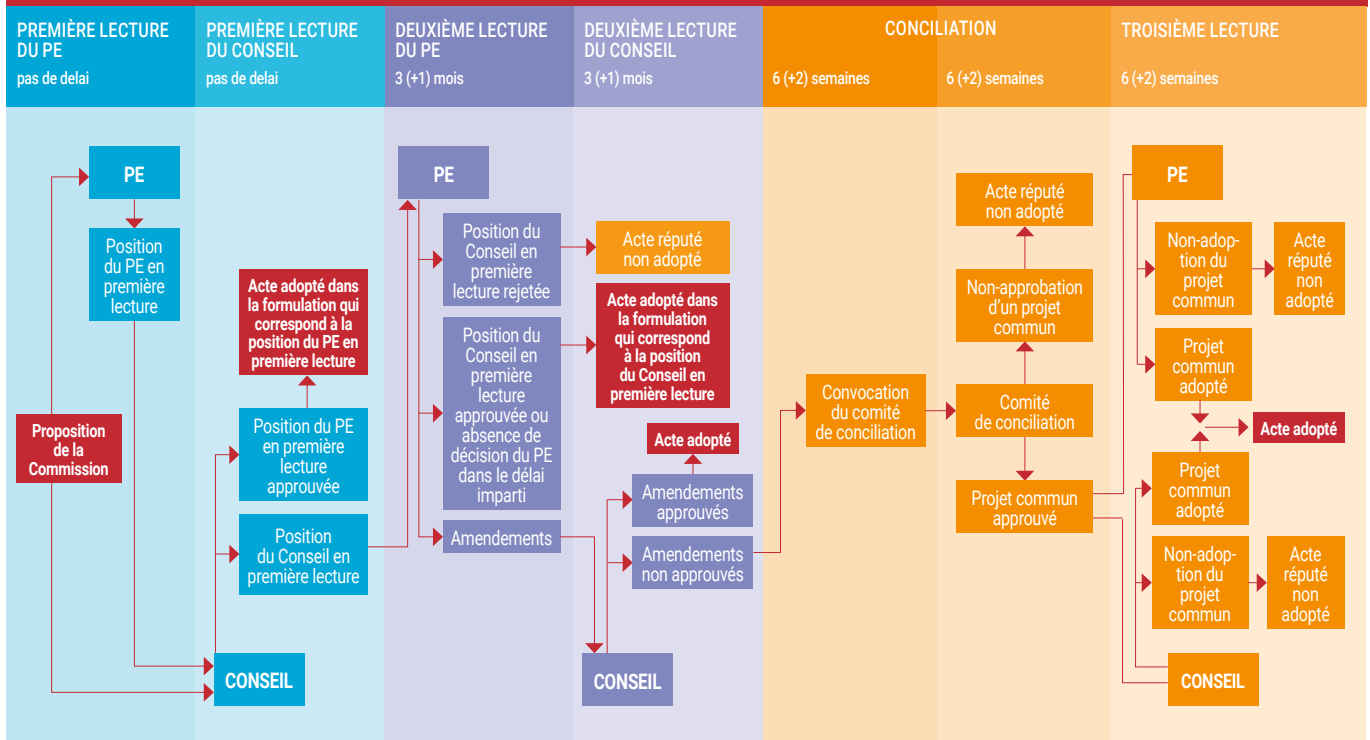 PREMIÈRE LECTURE
DU PE
pas de delai
PREMIÈRE LECTURE
DU CONSEIL
pas de delai
DEUXIÈME LECTURE
DU PE
3 (+1) mois
DEUXIÈME LECTURE
DU CONSEIL
3 (+1) mois
CONCILIATION
6 (+2) semaines
6 (+2) semaines
TROISIÈME LECTURE
6 (+2) semaines
Proposition
de la
Commission
PE
Position
du PE en
première
lecture
Acte adopté dans
la formulation qui
correspond à la
position du PE en
première lecture
Position du PE
en première
lecture
approuvée
Position
du Conseil en
première lecture
CONSEIL
PE
Position du
Conseil en
première
lecture rejetée
Position du
Conseil en
première
lecture
approuvée ou
absence de
décision du PE
dans le délai
imparti
Amendements
Acte réputé
non adopté
Acte adopté dans
la formulation
qui correspond
à la position
du Conseil en
première lecture
Acte adopté
Amendements
approuvés
Amendements
non approuvés
CONSEIL
Convocation
du comité
de conciliation
Acte réputé
non adopté
Non-approbation
d'un projet
commun
Comité
de conciliation
Projet commun
approuvé
PE
Non-adop-
tion du
projet
commun
Acte
réputé
non
adopté
Projet
commun
adopté
Acte adopté
Projet
commun
adopté
Non-adop-
tion du
projet
commun
Acte
réputé
non
adopté
CONSEIL